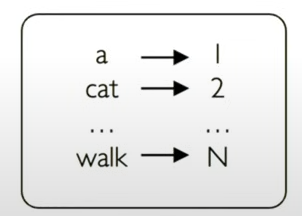 a → 1
cat → 2
... ...
walk → N